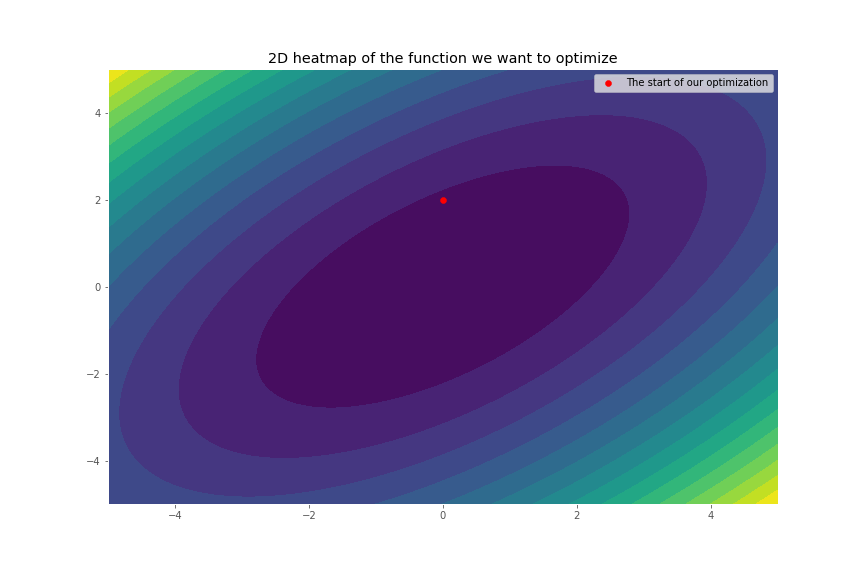 2D heatmap of the function we want to optimize
The start of our optimization
4
2
0
−2
−4
−4 −2 0 2 4